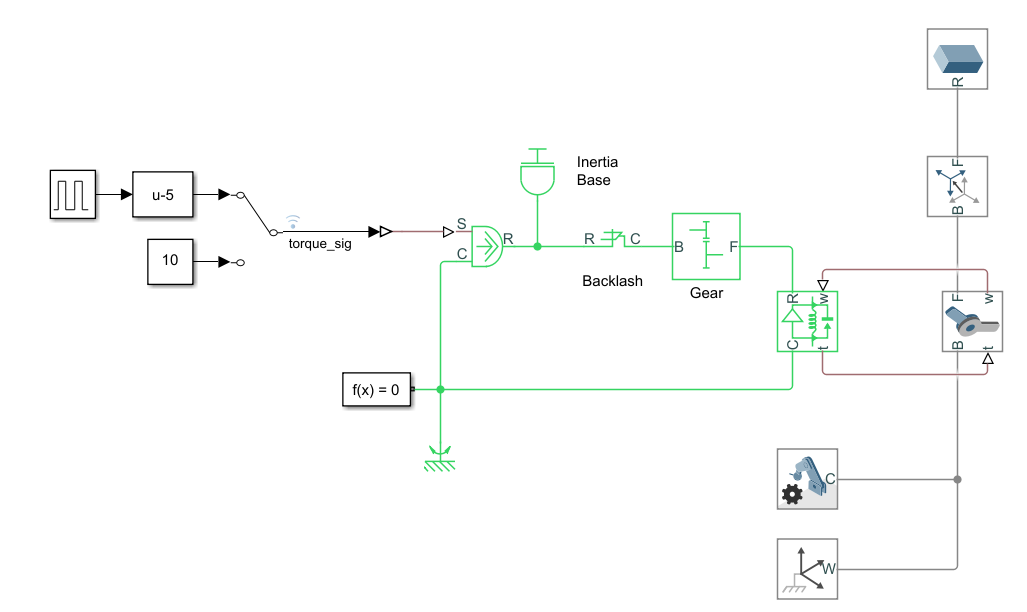 R
F
B
Inertia
Base
u-5
S
C
R
R
C
B
F
torque_sig
10
Backlash
Gear
R
w
C
t
F
w
B
t
f(x) = 0
C
W